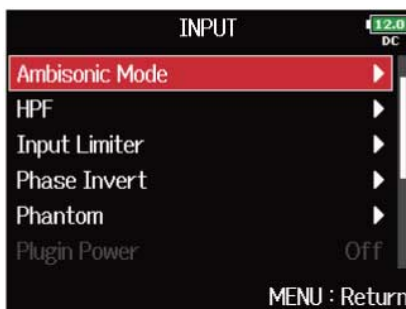 INPUT
12.0
DC
Ambisonic Mode
HPF
Input Limiter
Phase Invert
Phantom
Plugin Power Off
MENU : Return